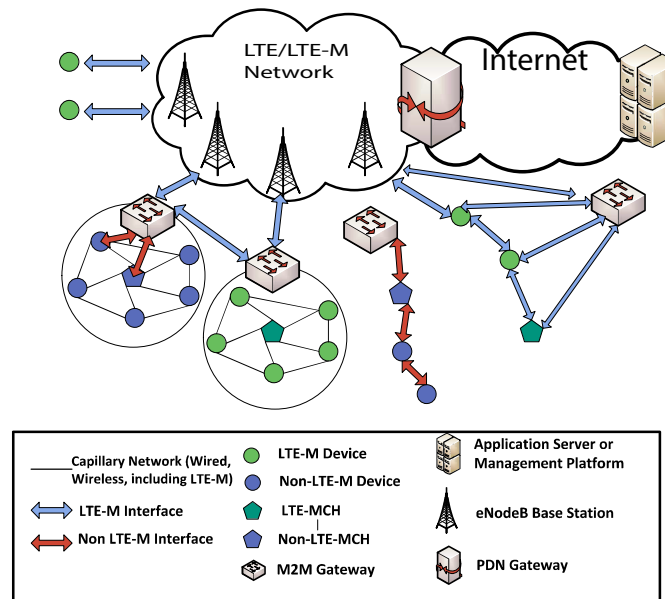 LTE/LTE-M
Network
Internet
Capillary Network (Wired,
Wireless, including LTE-M)
LTE-M Interface
Non LTE-M Interface
LTE-M Device
Non-LTE-M Device
LTE-MCH
Non-LTE-MCH
M2M Gateway
Application Server or
Management Platform
eNodeB Base Station
PDN Gateway